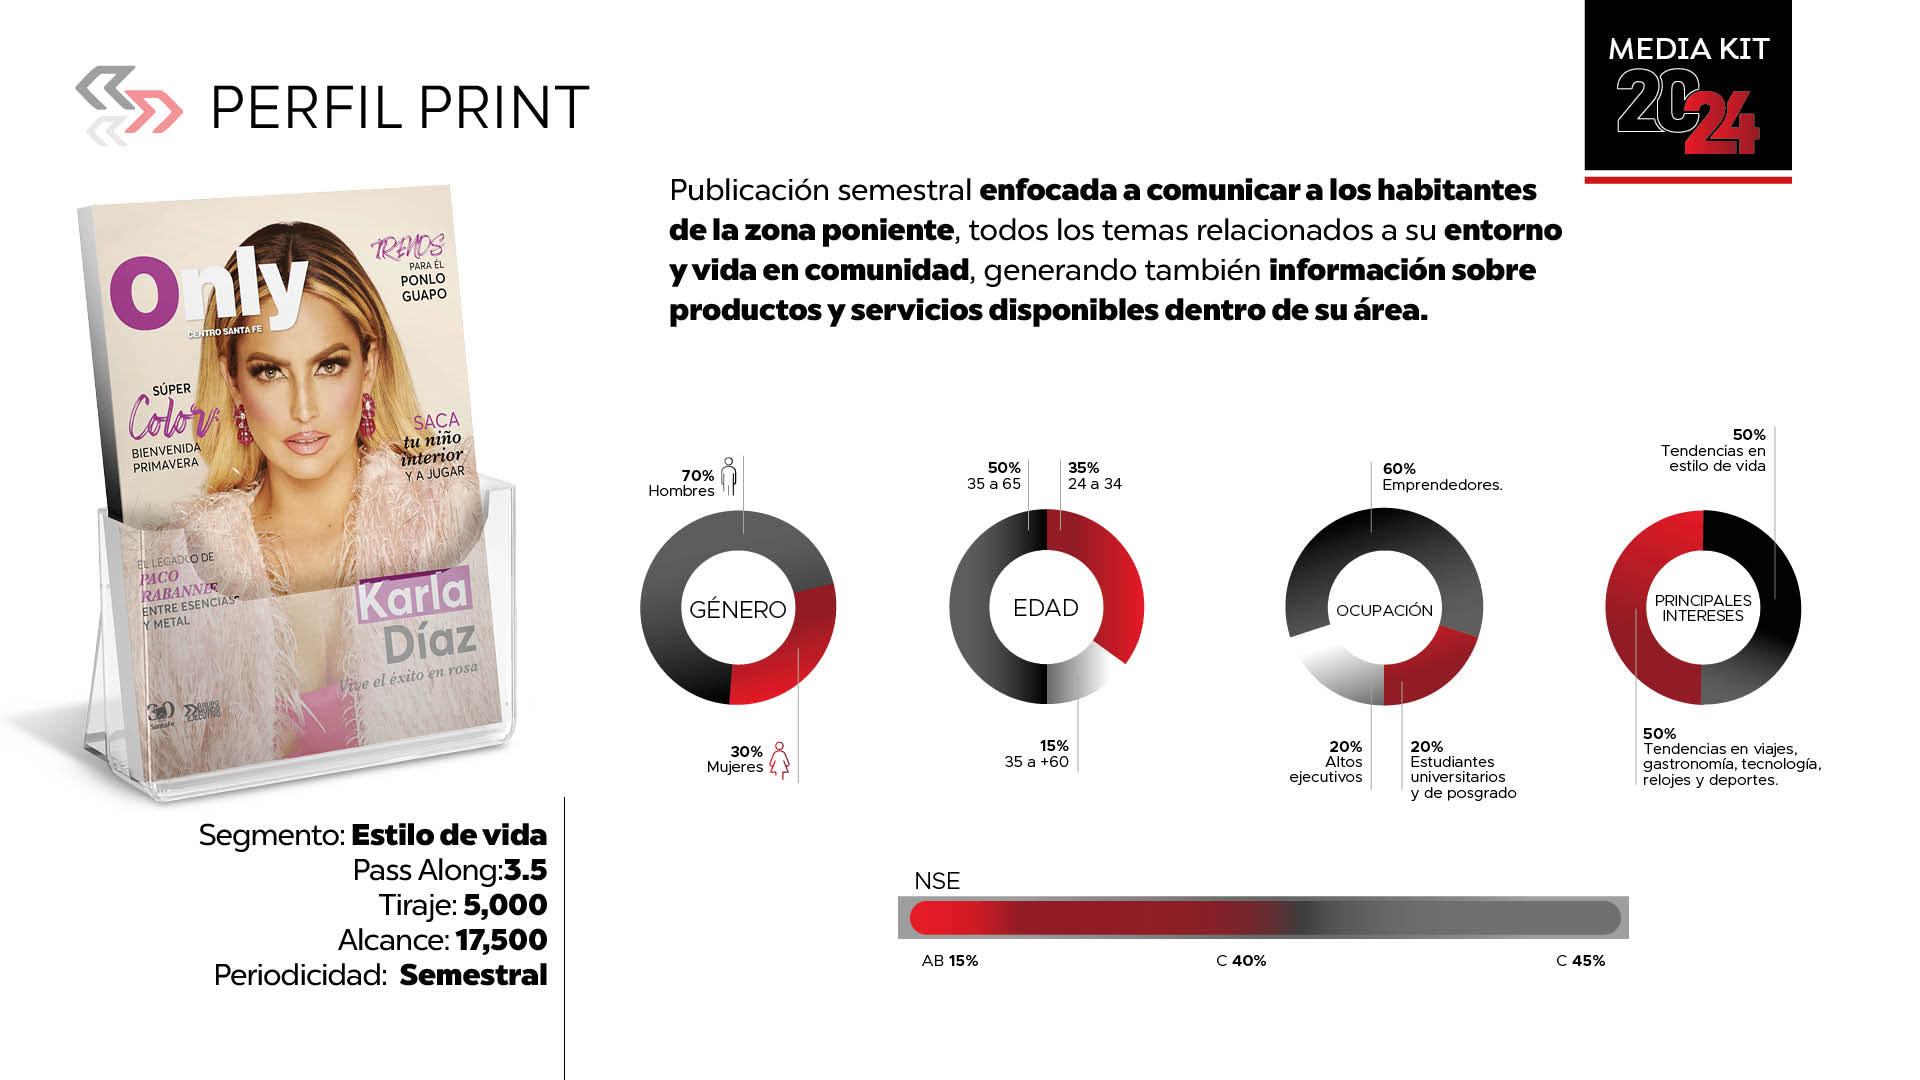 PERFIL PRINT
MEDIA KIT
2024
Publicación semestral enfocada a comunicar a los habitantes
de la zona poniente, todos los temas relacionados a su entorno
y vida en comunidad, generando también información sobre
productos y servicios disponibles dentro de su área.
Only
CENTRO SANTA FE
TRENDS
PARA ÉL
PONLO
GUAPO
SÚPER
Color
BIENVENIDA
PRIMAVERA
SACA
tu niño
interior
Y A JUGAR
EL LEGADO DE
PACO
RABANNE
ENTRE ESENCIAS
Y METAL
Karla
Díaz
Vive el éxito en rosa
30
SantaFe
GRUPO
MUNDO
EJECUTIVO
Segmento: Estilo de vida
Pass Along:3.5
Tiraje: 5,000
Alcance: 17,500
Periodicidad: Semestral
70%
Hombres
GÉNERO
30%
Mujeres
50%
35 a 65
35%
24 a 34
EDAD
15%
35 a +60
60%
Emprendedores.
OCUPACIÓN
20%
Altos
ejecutivos
20%
Estudiantes
universitarios
y de posgrado
50%
Tendencias en
estilo de vida
PRINCIPALES
INTERESES
50%
Tendencias en viajes,
gastronomía, tecnología,
relojes y deportes.
NSE
AB 15%
C 40%
C 45%